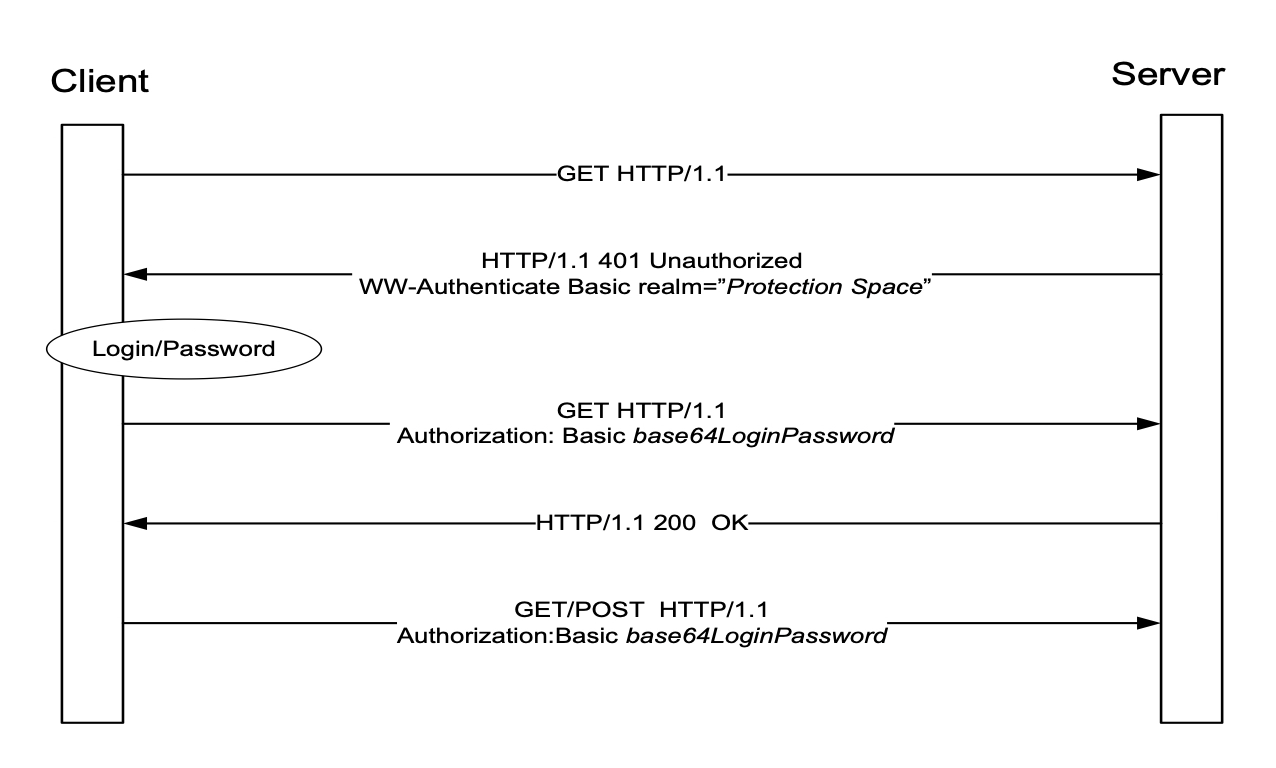 Client
Server
GET HTTP/1.1
HTTP/1.1 401 Unauthorized
WW-Authenticate Basic realm=”Protection Space”
Login/Password
GET HTTP/1.1
Authorization: Basic base64LoginPassword
HTTP/1.1 200  OK
GET/POST  HTTP/1.1
Authorization:Basic base64LoginPassword